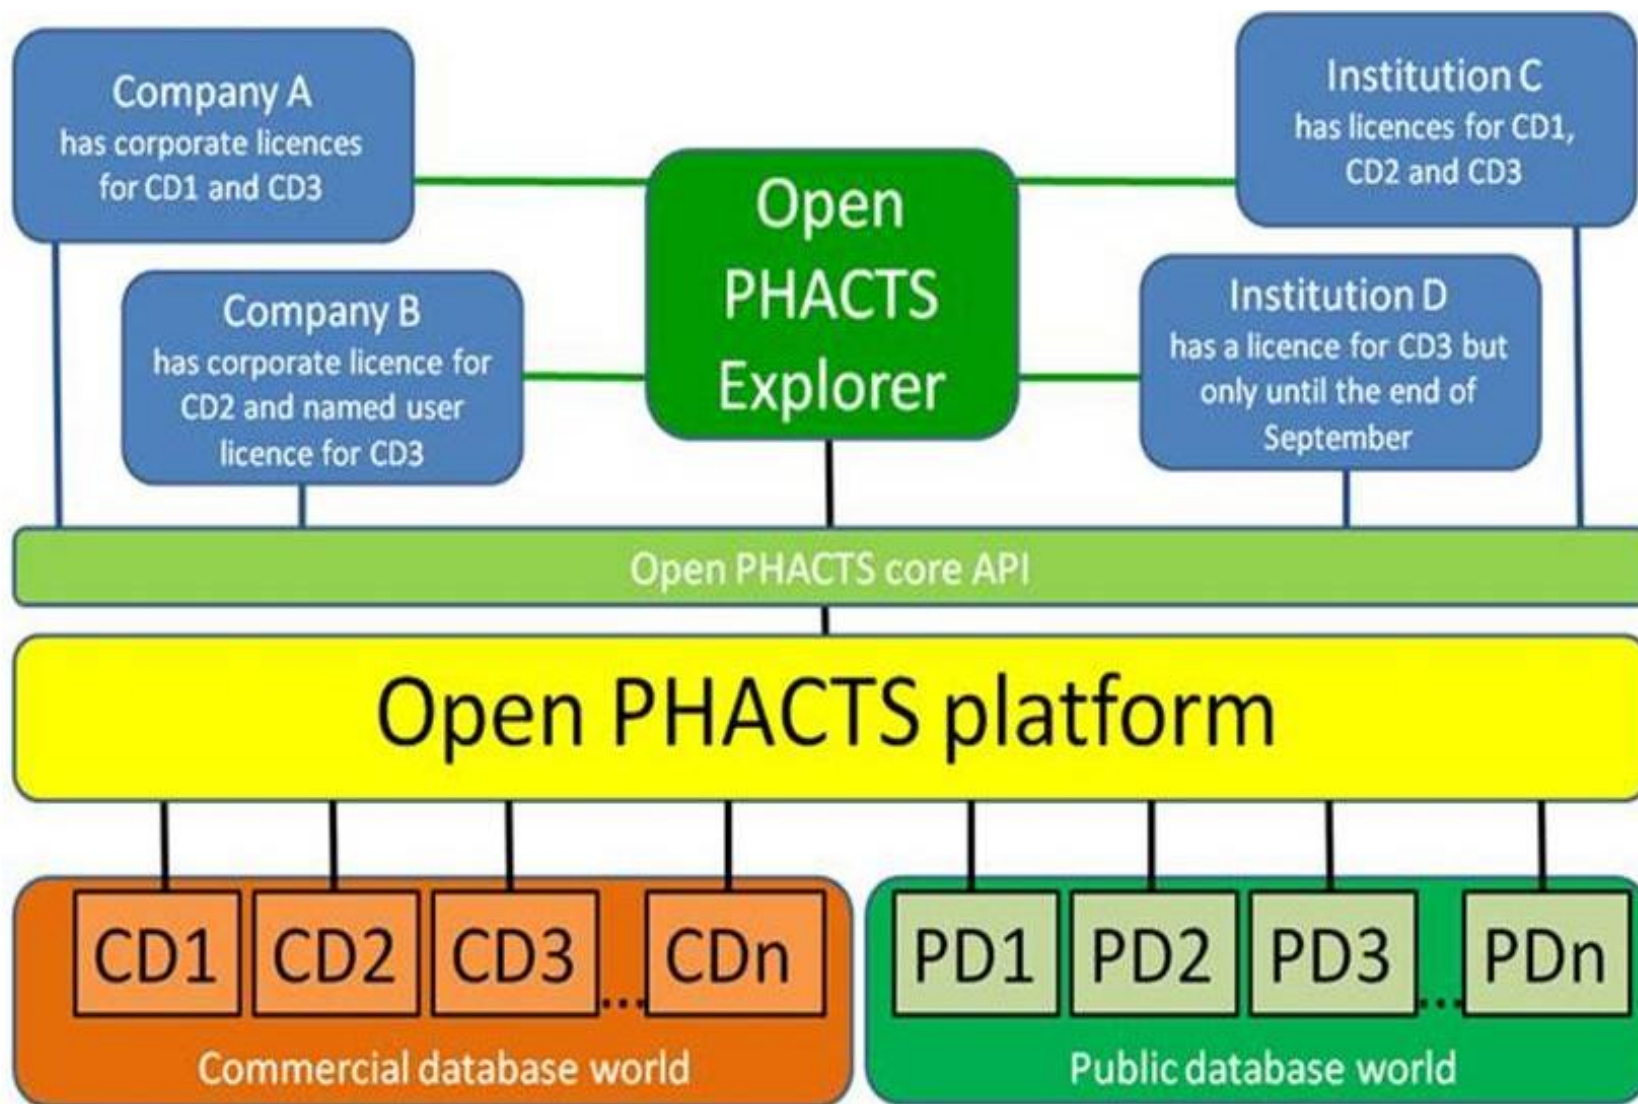 Company A
has corporate licences
for CD1 and CD3
Institution C
has licences for CD1,
CD2 and CD3
Open
PHACTS
Explorer
Company B
has corporate licence for
CD2 and named user
licence for CD3
Institution D
has a licence for CD3 but
only until the end of
September
Open PHACTS core API
Open PHACTS platform
CD1 CD2 CD3 ... CDn
PD1 PD2 PD3 ... PDn
Commercial database world
Public database world